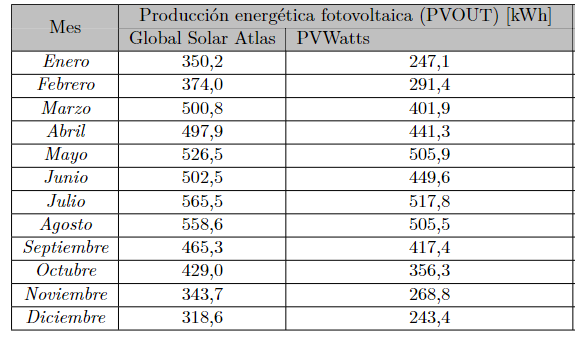 Mes Producción energética fotovoltaica (PVOUT) [kWh]
Global Solar Atlas PVWatts
Enero 350,2 247,1
Febrero 374,0 291,4
Marzo 500,8 401,9
Abril 497,9 441,3
Mayo 526,5 505,9
Junio 502,5 449,6
Julio 565,5 517,8
Agosto 558,6 505,5
Septiembre 465,3 417,4
Octubre 429,0 356,3
Noviembre 343,7 268,8
Diciembre 318,6 243,4